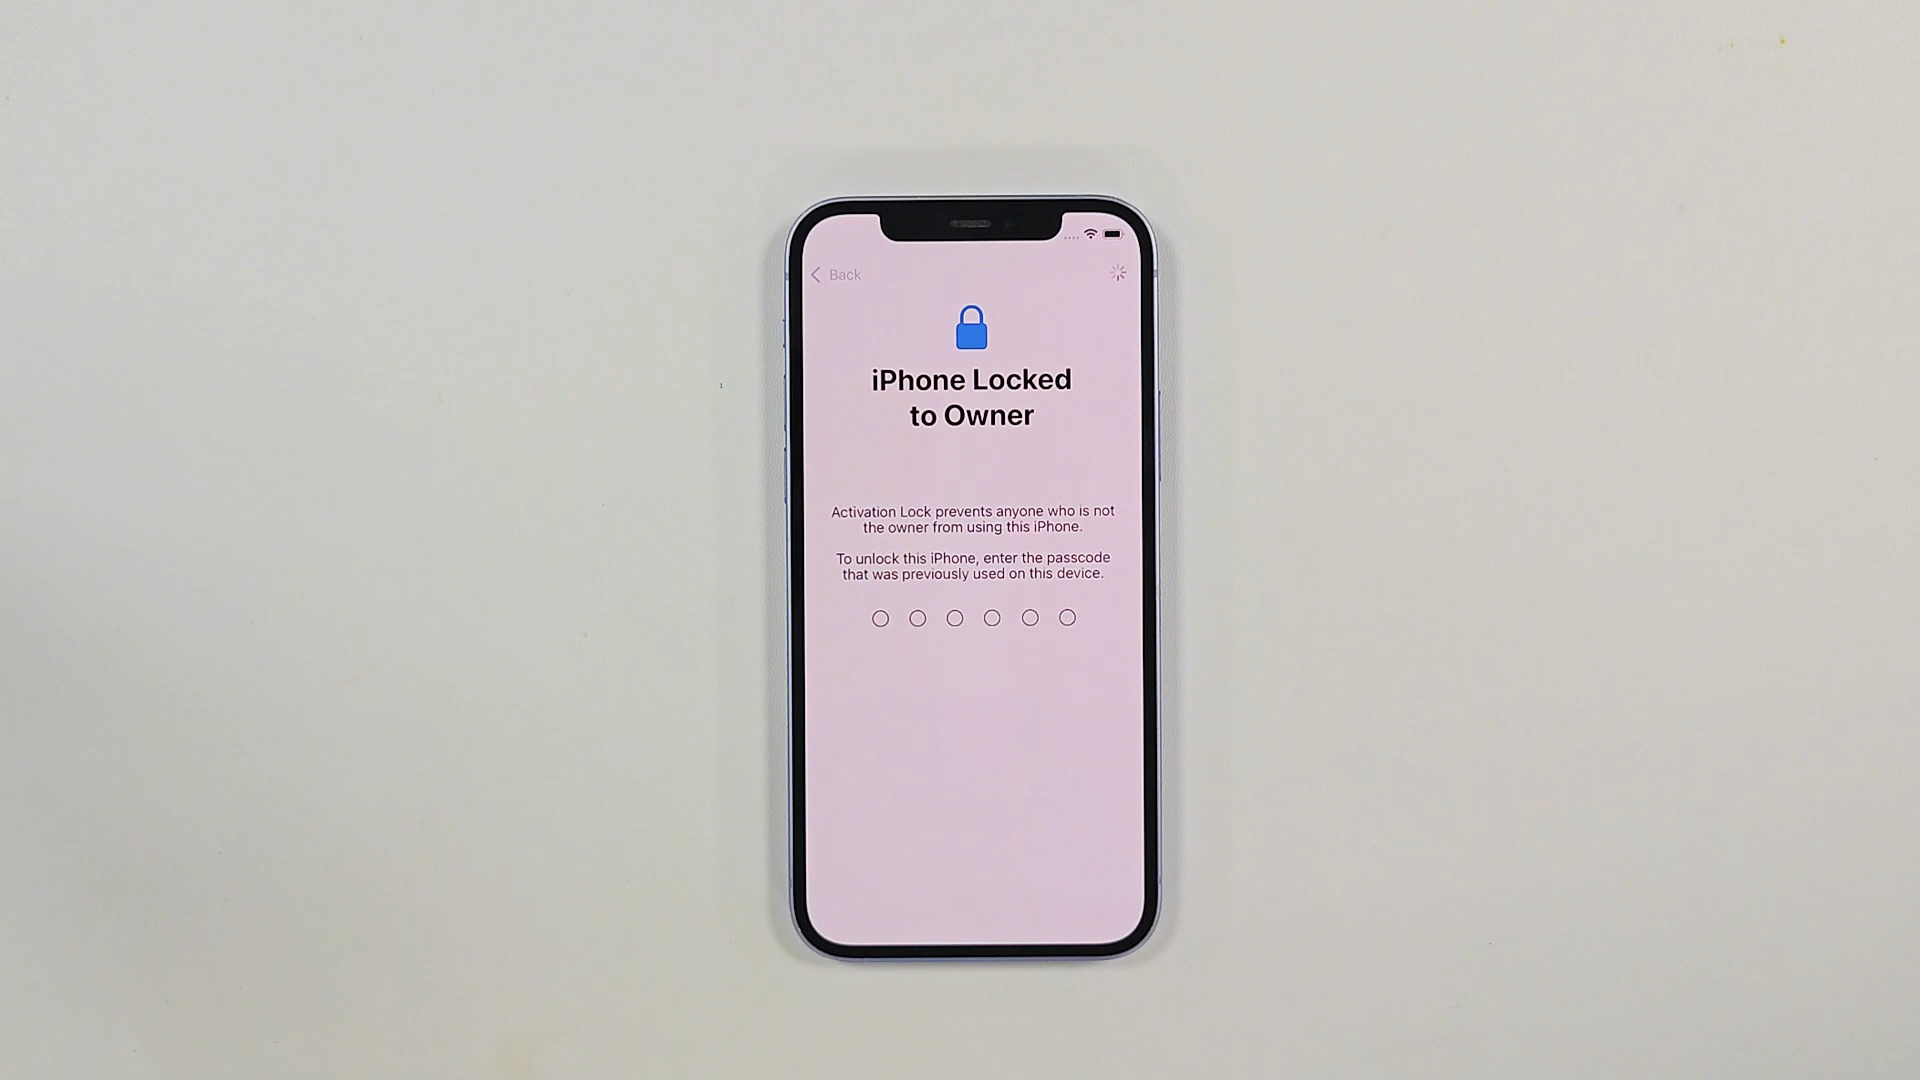 Back
iPhone Locked
to Owner
Activation Lock prevents anyone who is not
the owner from using this iPhone.
To unlock this iPhone, enter the passcode
that was previously used on this device.